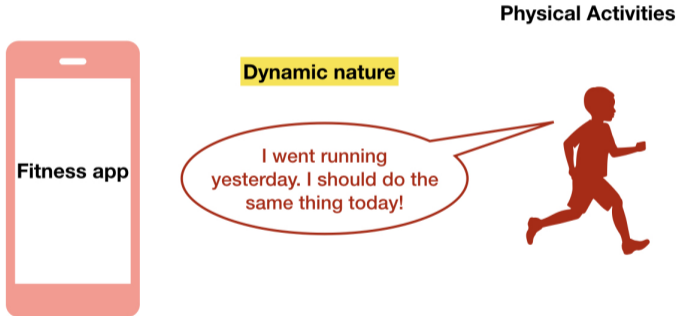 Physical Activities
Dynamic nature
Fitness app
I went running
yesterday. I should do the
same thing today!